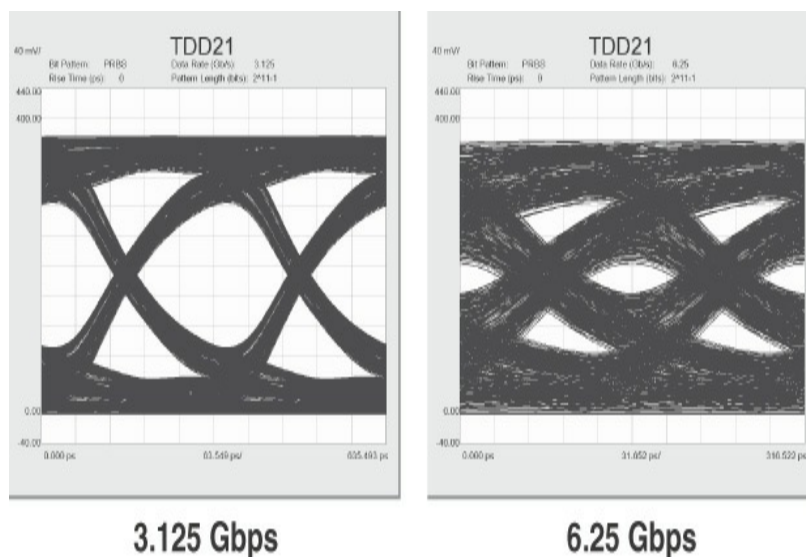 TDD21
40 mV/
Bit Pattern: PRBS Data Rate (Gb/s): 3.125
Rise Time (ps): 0 Pattern Length (bits): 2^11-1
440.00
400.00
0.00
-40.00
0.000 ps 63.549 ps/ 635.493 ps
3.125 Gbps
TDD21
40 mV/
Bit Pattern: PRBS Data Rate (Gb/s): 6.25
Rise Time (ps): 0 Pattern Length (bits): 2^11-1
440.00
400.00
0.00
-40.00
0.000 ps 31.652 ps/ 316.522 ps
6.25 Gbps